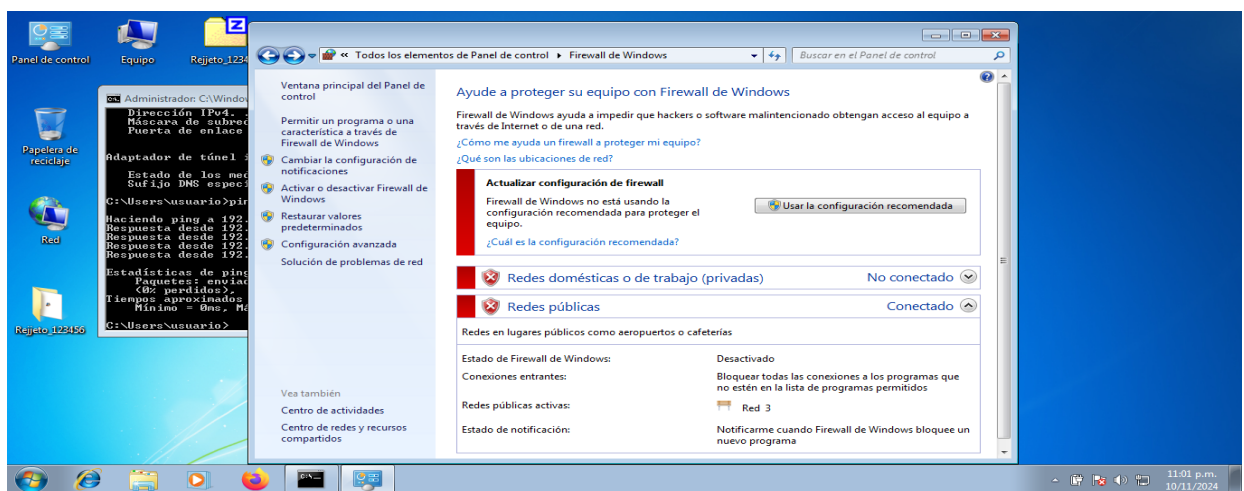 Panel de control
Equipo
Rejjeto_1234
Papelera de reciclaje
Red
Rejjeto_123456
Administrador: C:\Window
Dirección IPv4. .
Máscara de subred
Puerta de enlace
Adaptador de túnel
Estado de los med
Sufijo DNS especi
C:\Users\usuario>pin
Haciendo ping a 192.
Respuesta desde 192.
Respuesta desde 192.
Respuesta desde 192.
Respuesta desde 192.
Estadísticas de ping
Paquetes: enviad
(0% perdidos),
Tiempos aproximados
Mínimo = 0ms, Má
C:\Users\usuario>
« Todos los elementos de Panel de control ▸ Firewall de Windows
Buscar en el Panel de control
Ventana principal del Panel de control
Permitir un programa o una característica a través de Firewall de Windows
Cambiar la configuración de notificaciones
Activar o desactivar Firewall de Windows
Restaurar valores predeterminados
Configuración avanzada
Solución de problemas de red
Vea también
Centro de actividades
Centro de redes y recursos compartidos
Ayude a proteger su equipo con Firewall de Windows
Firewall de Windows ayuda a impedir que hackers o software malintencionado obtengan acceso al equipo a
través de Internet o de una red.
¿Cómo me ayuda un firewall a proteger mi equipo?
¿Qué son las ubicaciones de red?
Actualizar configuración de firewall
Firewall de Windows no está usando la
configuración recomendada para proteger el
equipo.
Usar la configuración recomendada
¿Cuál es la configuración recomendada?
Redes domésticas o de trabajo (privadas) No conectado
Redes públicas Conectado
Redes en lugares públicos como aeropuertos o cafeterías
Estado de Firewall de Windows: Desactivado
Conexiones entrantes: Bloquear todas las conexiones a los programas que
no estén en la lista de programas permitidos
Redes públicas activas: Red 3
Estado de notificación: Notificarme cuando Firewall de Windows bloquee un
nuevo programa
11:01 p.m.
10/11/2024